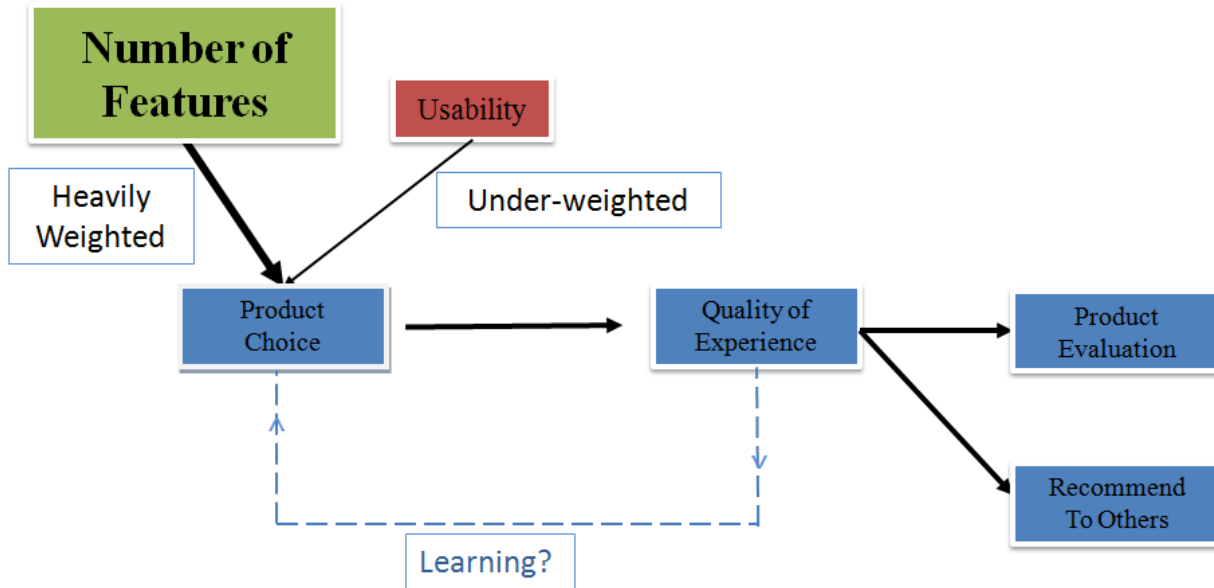 Number of
Features
Usability
Heavily
Weighted
Under-weighted
Product
Choice
Quality of
Experience
Product
Evaluation
Recommend
To Others
Learning?